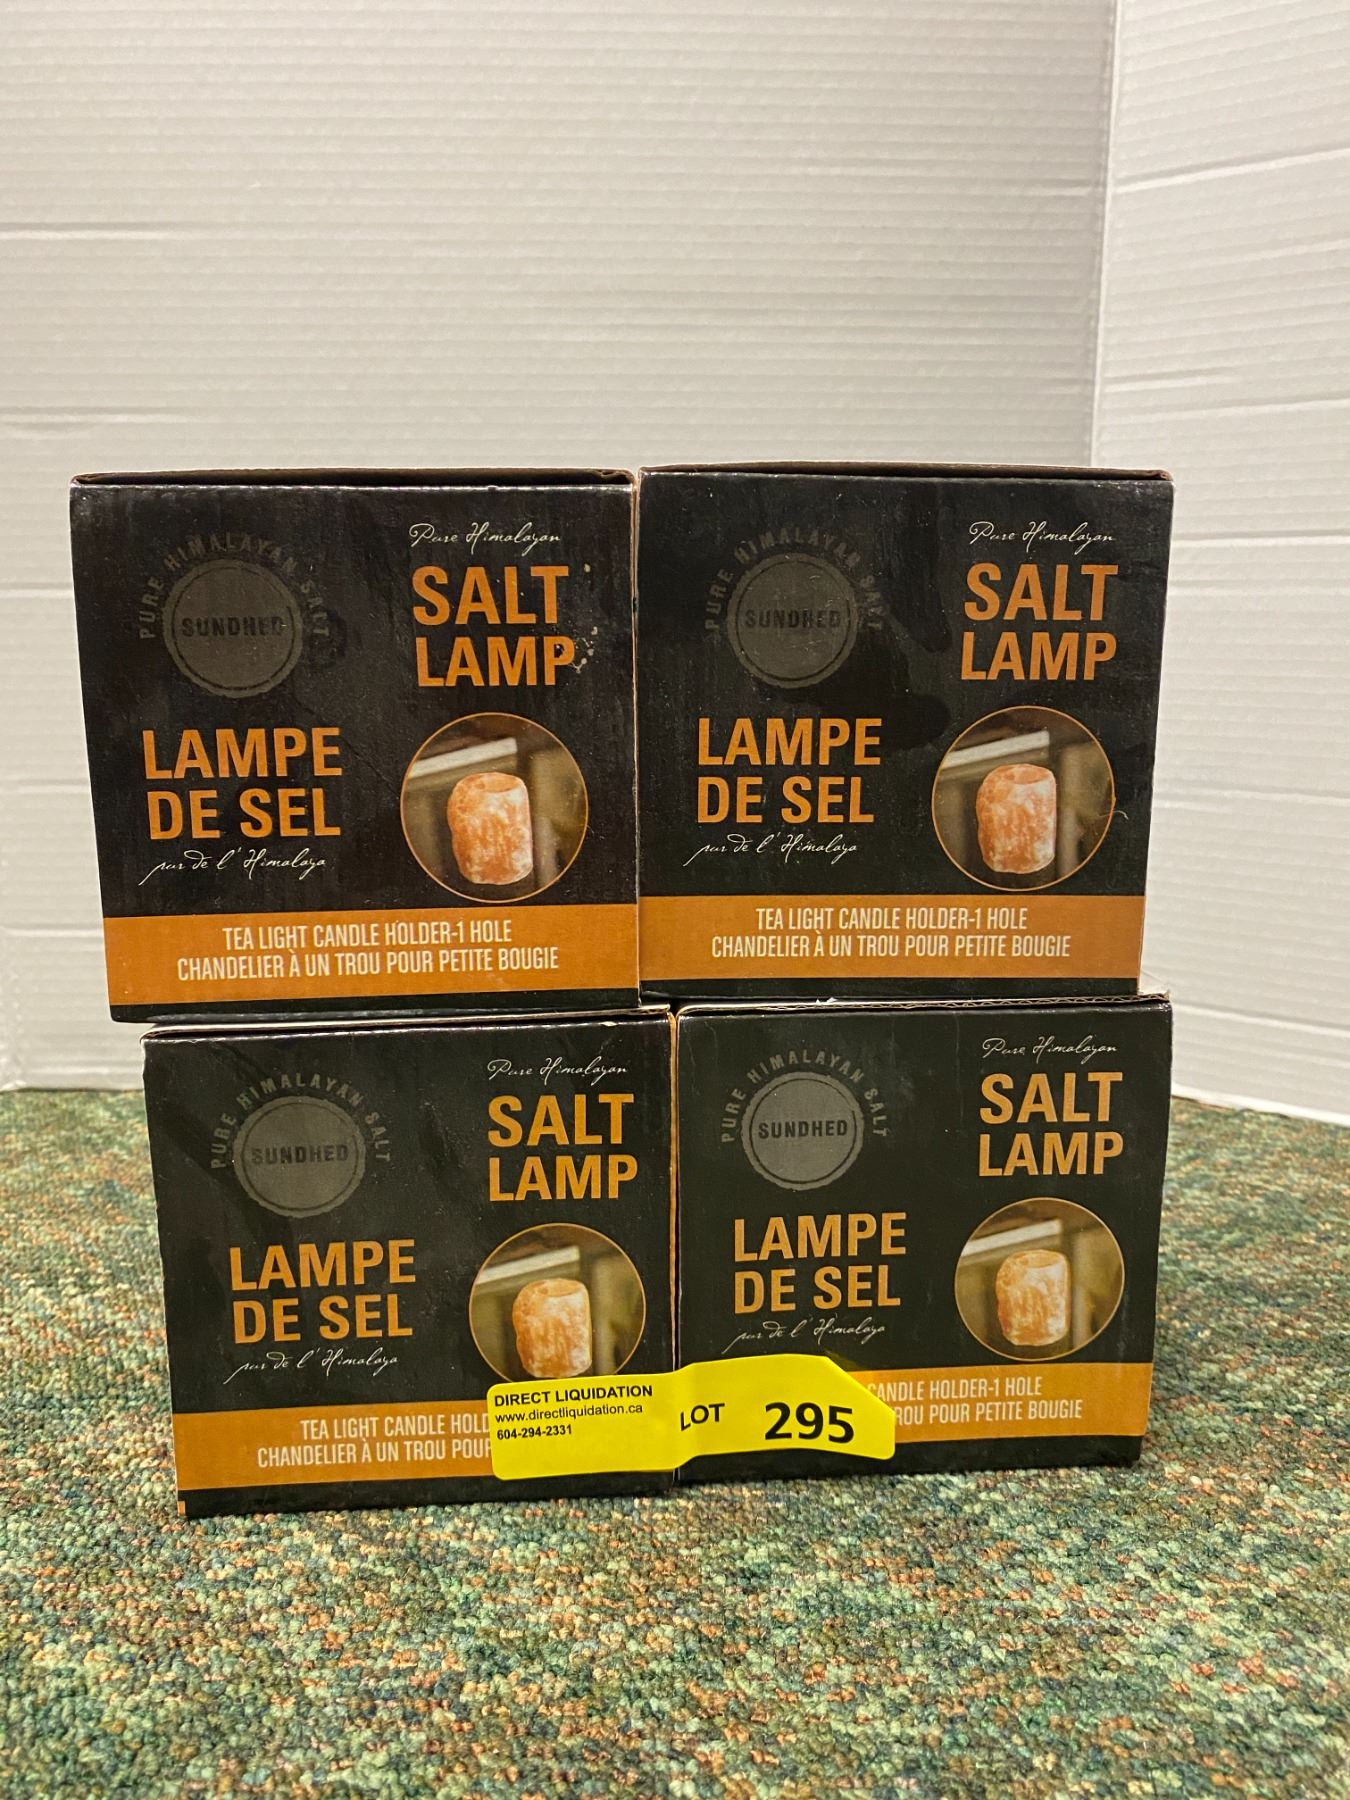 PURE HIMALAYAN SALT
SUNDHED
Pure Himalayan
SALT
LAMP
LAMPE
DE SEL
pur de l'Himalaya
TEA LIGHT CANDLE HOLDER-1 HOLE
CHANDELIER À UN TROU POUR PETITE BOUGIE
PURE HIMALAYAN SALT
SUNDHED
Pure Himalayan
SALT
LAMP
LAMPE
DE SEL
pur de l'Himalaya
TEA LIGHT CANDLE HOLDER-1 HOLE
CHANDELIER À UN TROU POUR PETITE BOUGIE
PURE HIMALAYAN SALT
SUNDHED
Pure Himalayan
SALT
LAMP
LAMPE
DE SEL
pur de l'Himalaya
TEA LIGHT CANDLE HOLD
CHANDELIER À UN TROU POUR
PURE HIMALAYAN SALT
SUNDHED
Pure Himalayan
SALT
LAMP
LAMPE
DE SEL
pur de l'Himalaya
CANDLE HOLDER-1 HOLE
ROU POUR PETITE BOUGIE
DIRECT LIQUIDATION
www.directliquidation.ca
604-294-2331
LOT 295